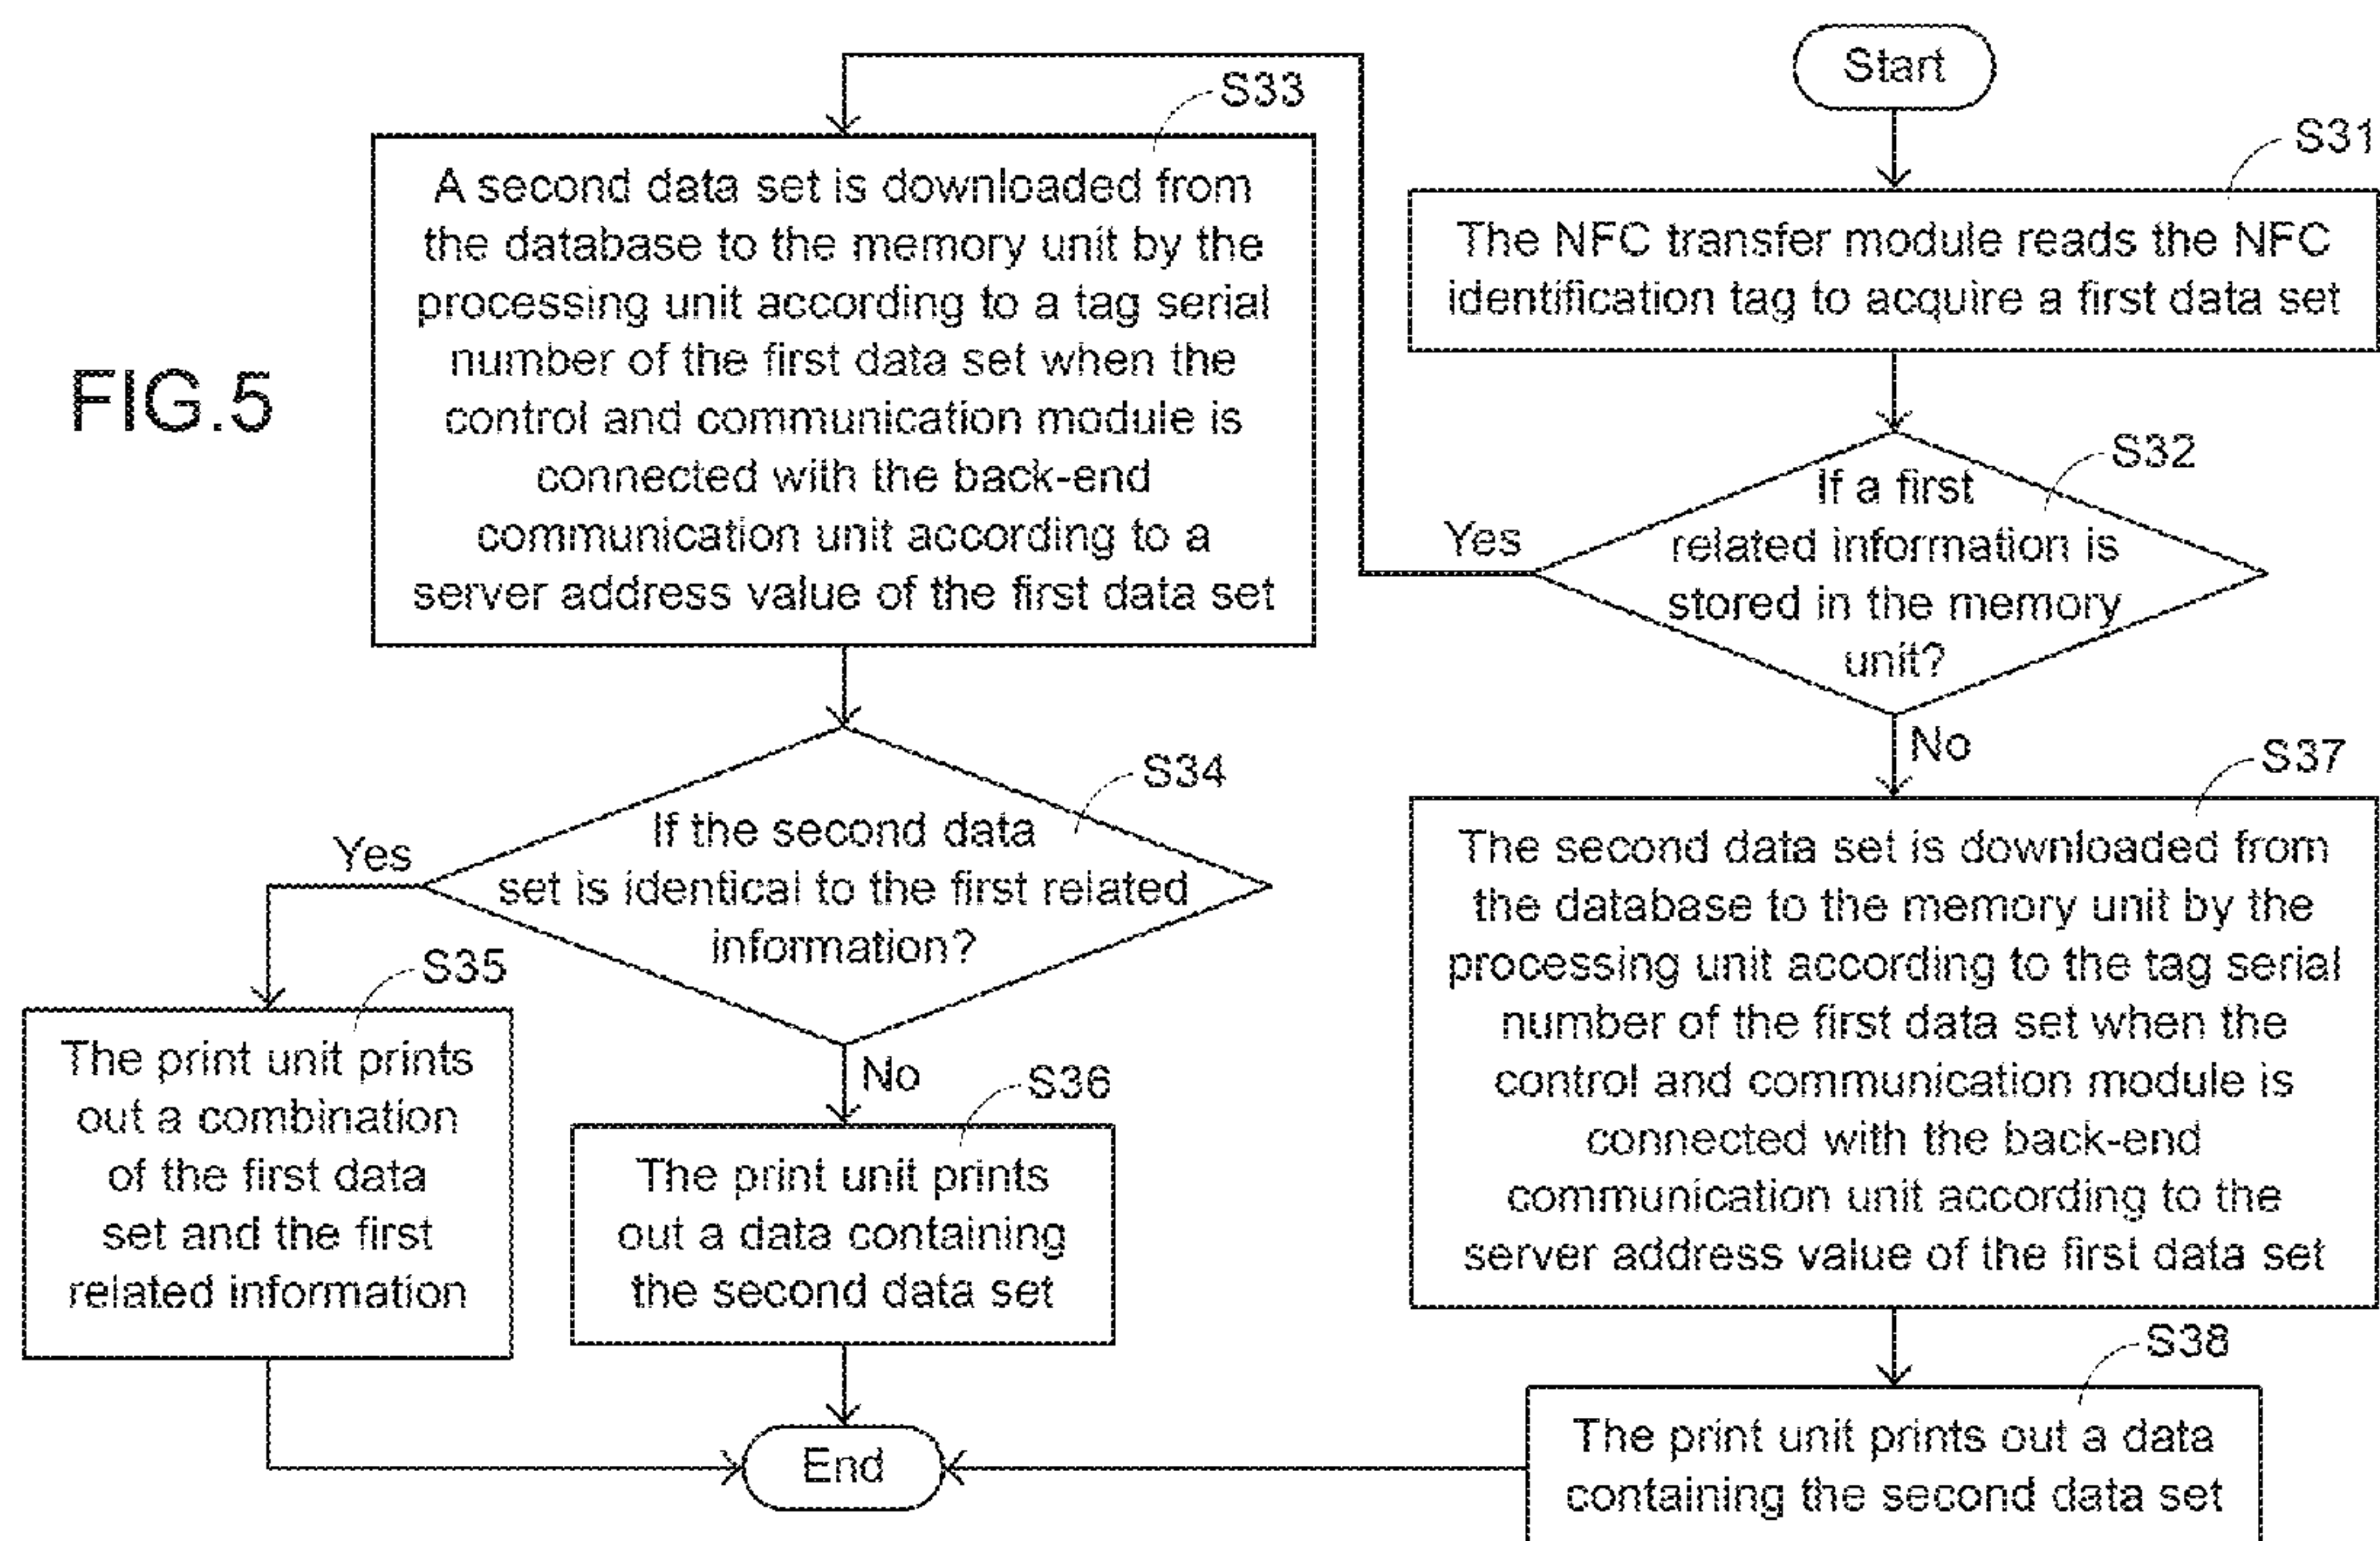 FIG.5
Start
S31
The NFC transfer module reads the NFC
identification tag to acquire a first data set
S32
If a first
related information is
stored in the memory
unit?
Yes
No
S33
A second data set is downloaded from
the database to the memory unit by the
processing unit according to a tag serial
number of the first data set when the
control and communication module is
connected with the back-end
communication unit according to a
server address value of the first data set
S34
If the second data
set is identical to the first related
information?
Yes
No
S35
The print unit prints
out a combination
of the first data
set and the first
related information
S36
The print unit prints
out a data containing
the second data set
S37
The second data set is downloaded from
the database to the memory unit by the
processing unit according to the tag serial
number of the first data set when the
control and communication module is
connected with the back-end
communication unit according to the
server address value of the first data set
S38
The print unit prints out a data
containing the second data set
End